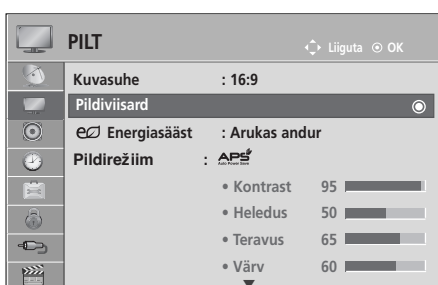 PILT
Liiguta OK
Kuvasuhe : 16:9
Pildiviisard
Energiasääst : Arukas andur
Pildirežiim : APS
Auto Power Save
• Kontrast 95
• Heledus 50
• Teravus 65
• Värv 60